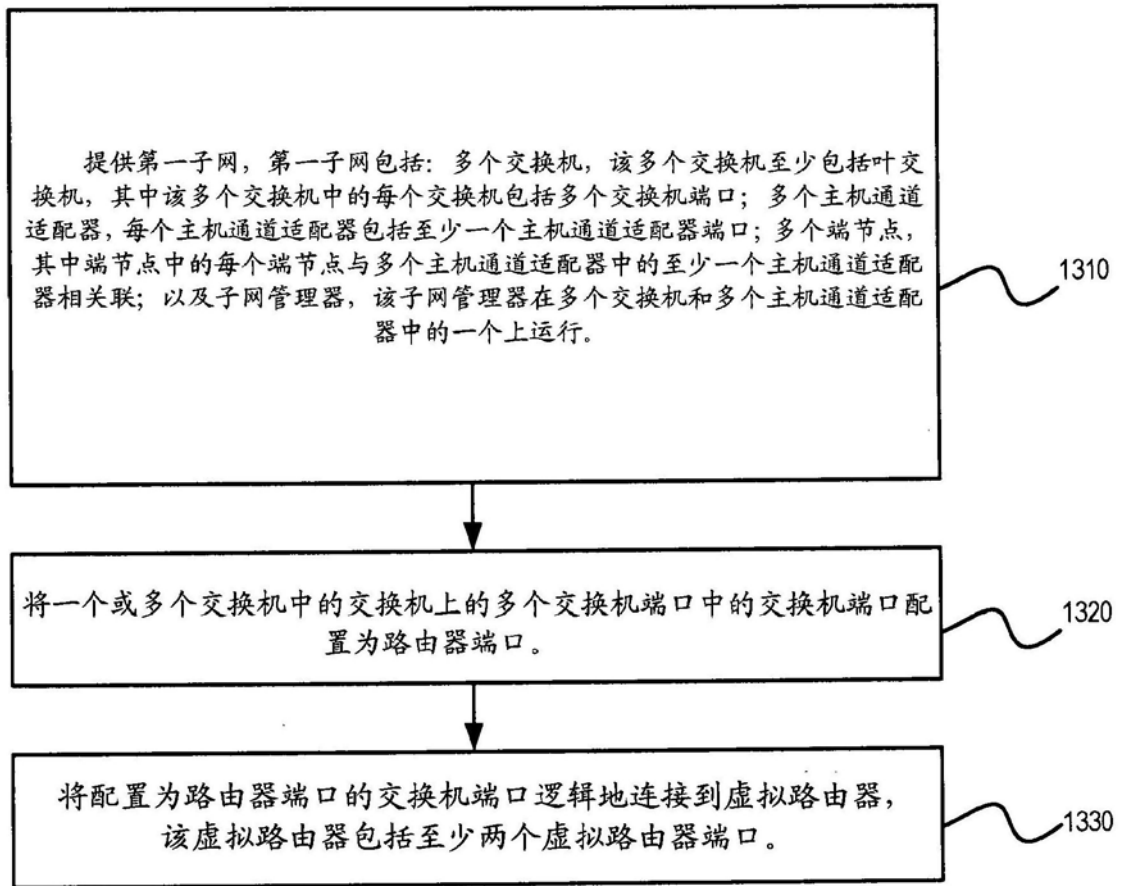 提供第一子网，第一子网包括：多个交换机，该多个交换机至少包括叶交
换机，其中该多个交换机中的每个交换机包括多个交换机端口；多个主机通道
适配器，每个主机通道适配器包括至少一个主机通道适配器端口；多个端节点，
其中端节点中的每个端节点与多个主机通道适配器中的至少一个主机通道适配
器相关联；以及子网管理器，该子网管理器在多个交换机和多个主机通道适配
器中的一个上运行。
1310
将一个或多个交换机中的交换机上的多个交换机端口中的交换机端口配
置为路由器端口。
1320
将配置为路由器端口的交换机端口逻辑地连接到虚拟路由器，
该虚拟路由器包括至少两个虚拟路由器端口。
1330